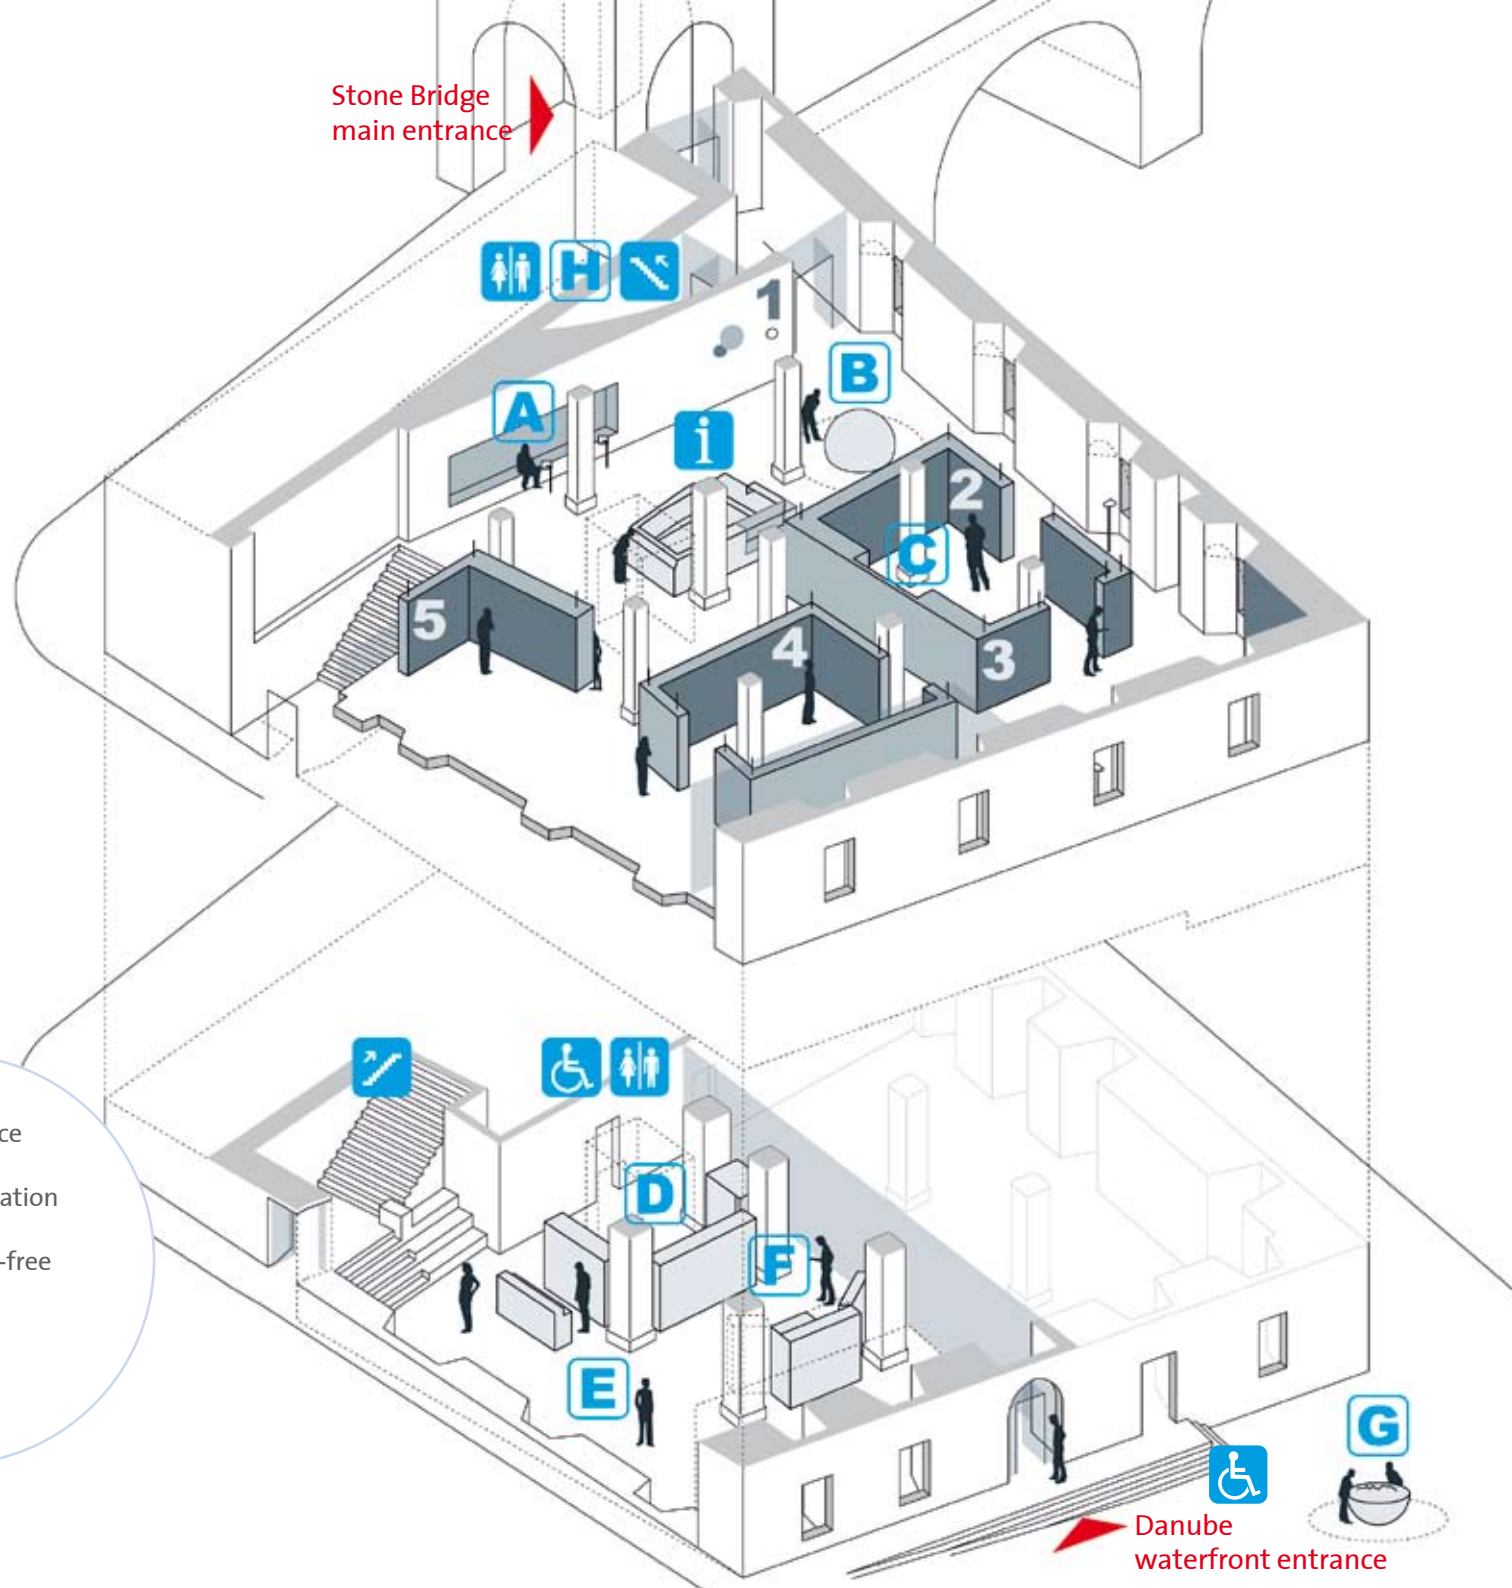 Stone Bridge
main entrance
H
1
B
A
i
2
C
5
4
3
ce
ation
-free
D
F
E
G
Danube
waterfront entrance